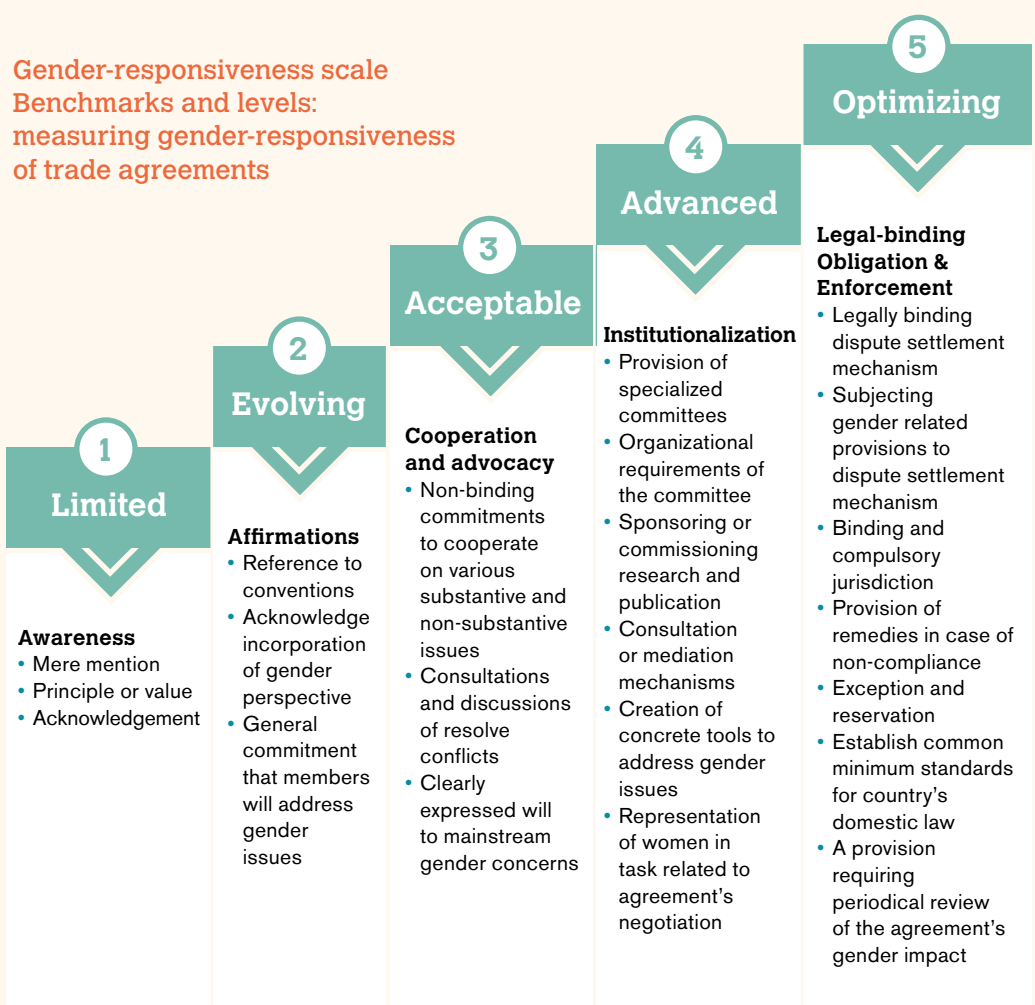 Gender-responsiveness scale
Benchmarks and levels:
measuring gender-responsiveness
of trade agreements
1
Limited
Awareness
• Mere mention
• Principle or value
• Acknowledgement
2
Evolving
Affirmations
• Reference to
conventions
• Acknowledge
incorporation
of gender
perspective
• General
commitment
that members
will address
gender
issues
3
Acceptable
Cooperation
and advocacy
• Non-binding
commitments
to cooperate
on various
substantive and
non-substantive
issues
• Consultations
and discussions
of resolve
conflicts
• Clearly
expressed will
to mainstream
gender concerns
4
Advanced
Institutionalization
• Provision of
specialized
committees
• Organizational
requirements of
the committee
• Sponsoring or
commissioning
research and
publication
• Consultation
or mediation
mechanisms
• Creation of
concrete tools to
address gender
issues
• Representation
of women in
task related to
agreement’s
negotiation
5
Optimizing
Legal-binding
Obligation &
Enforcement
• Legally binding
dispute settlement
mechanism
• Subjecting
gender related
provisions to
dispute settlement
mechanism
• Binding and
compulsory
jurisdiction
• Provision of
remedies in case of
non-compliance
• Exception and
reservation
• Establish common
minimum standards
for country’s
domestic law
• A provision
requiring
periodical review
of the agreement’s
gender impact